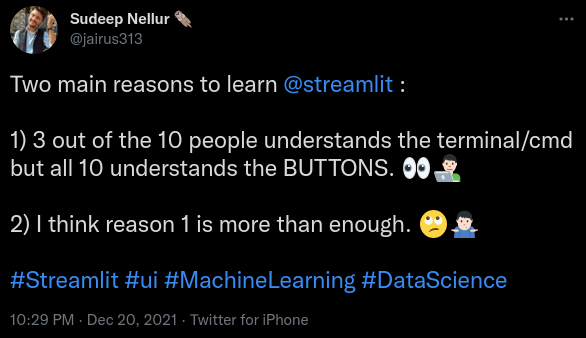 Sudeep Nellur
@jairus313
Two main reasons to learn @streamlit :
1) 3 out of the 10 people understands the terminal/cmd
but all 10 understands the BUTTONS. 👀👨🏻‍💻
2) I think reason 1 is more than enough. 🙄🤷🏻‍♂️
#Streamlit #ui #MachineLearning #DataScience
10:29 PM · Dec 20, 2021 · Twitter for iPhone